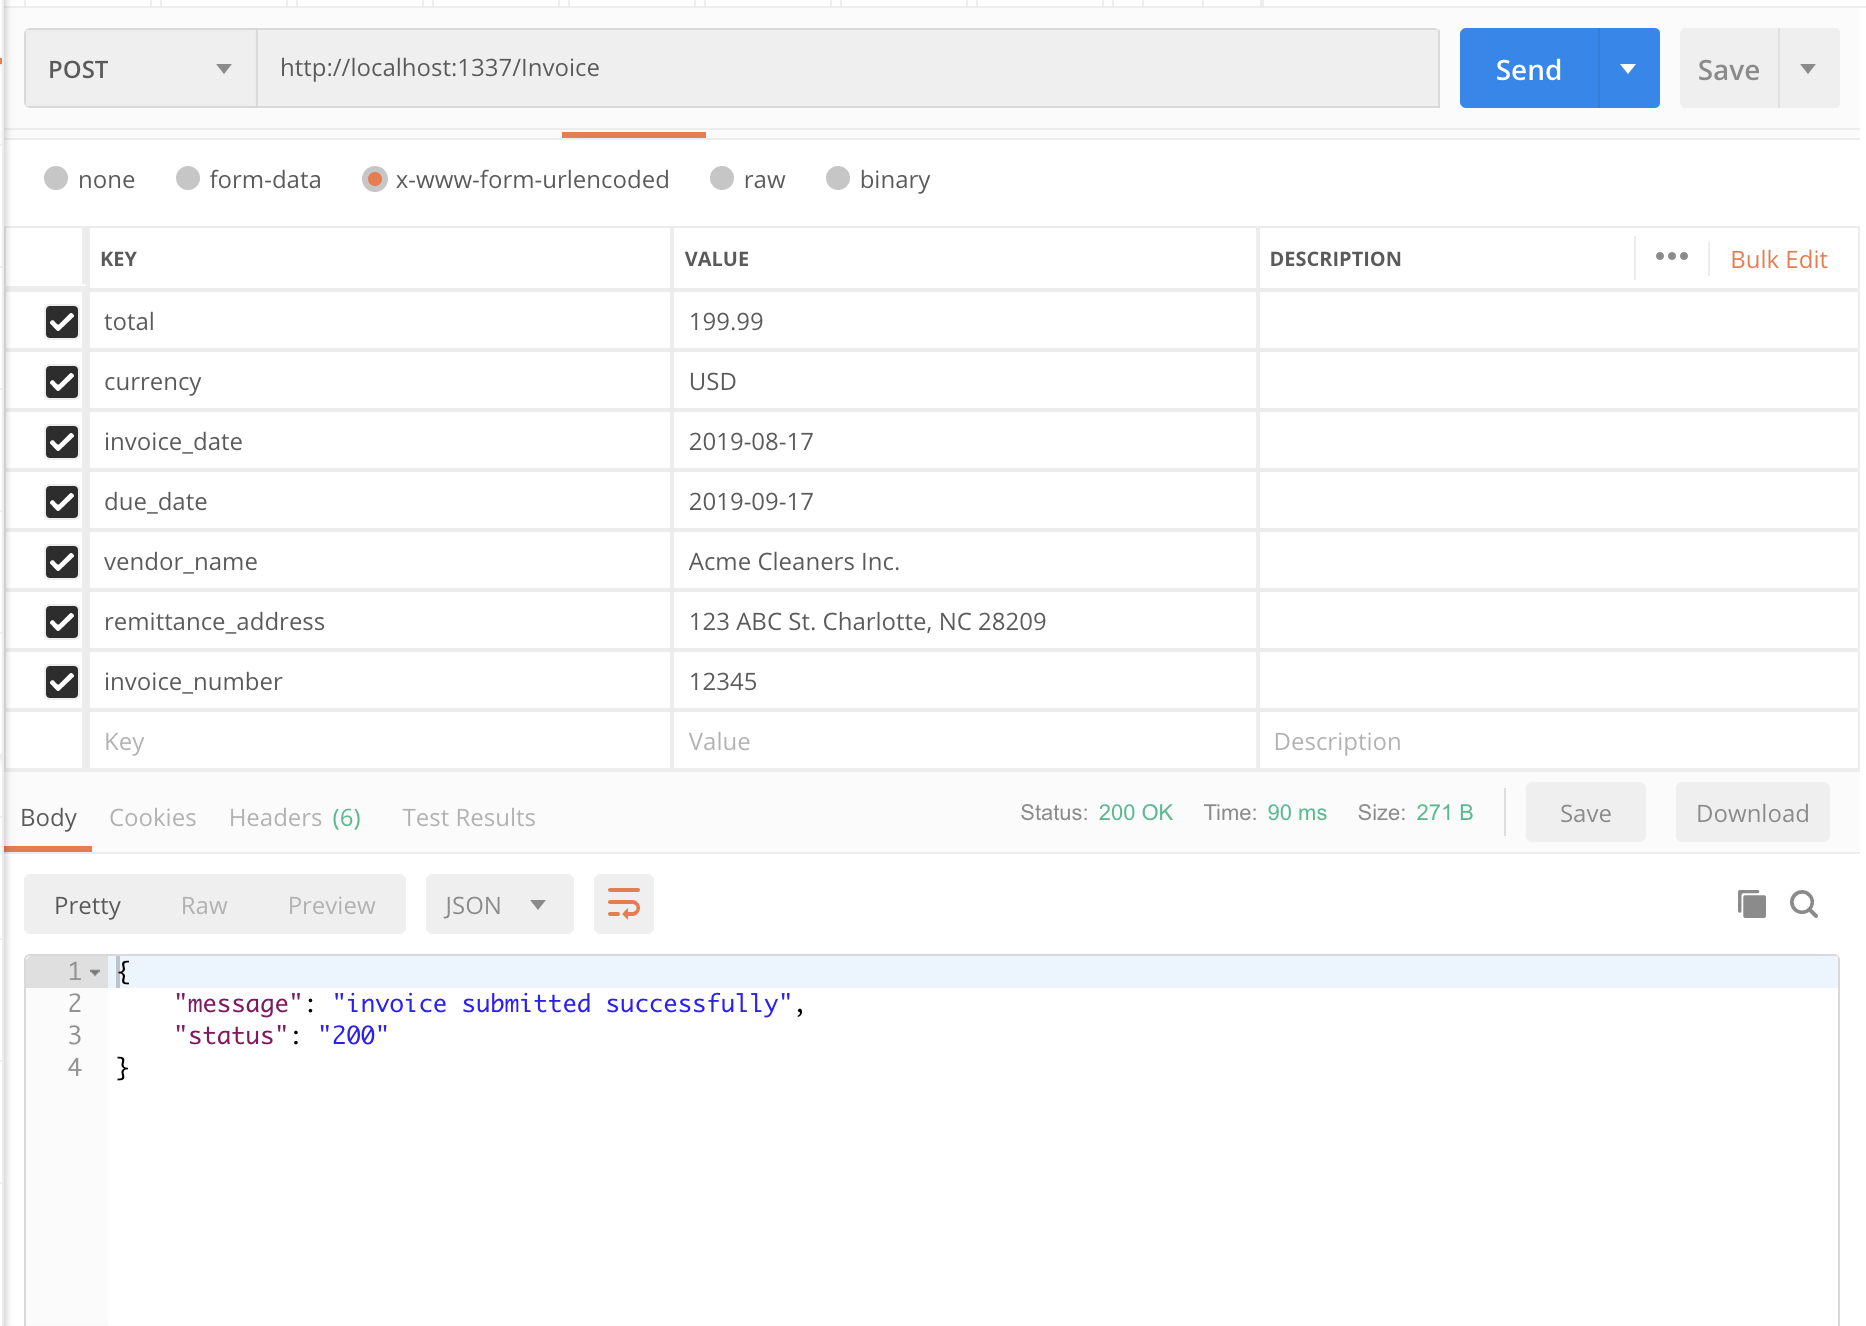 POST http://localhost:1337/Invoice Send Save
none form-data x-www-form-urlencoded raw binary
KEY VALUE DESCRIPTION ••• Bulk Edit
total 199.99
currency USD
invoice_date 2019-08-17
due_date 2019-09-17
vendor_name Acme Cleaners Inc.
remittance_address 123 ABC St. Charlotte, NC 28209
invoice_number 12345
Key Value Description
Body Cookies Headers (6) Test Results Status: 200 OK Time: 90 ms Size: 271 B Save Download
Pretty Raw Preview JSON
1 {
2 "message": "invoice submitted successfully",
3 "status": "200"
4 }